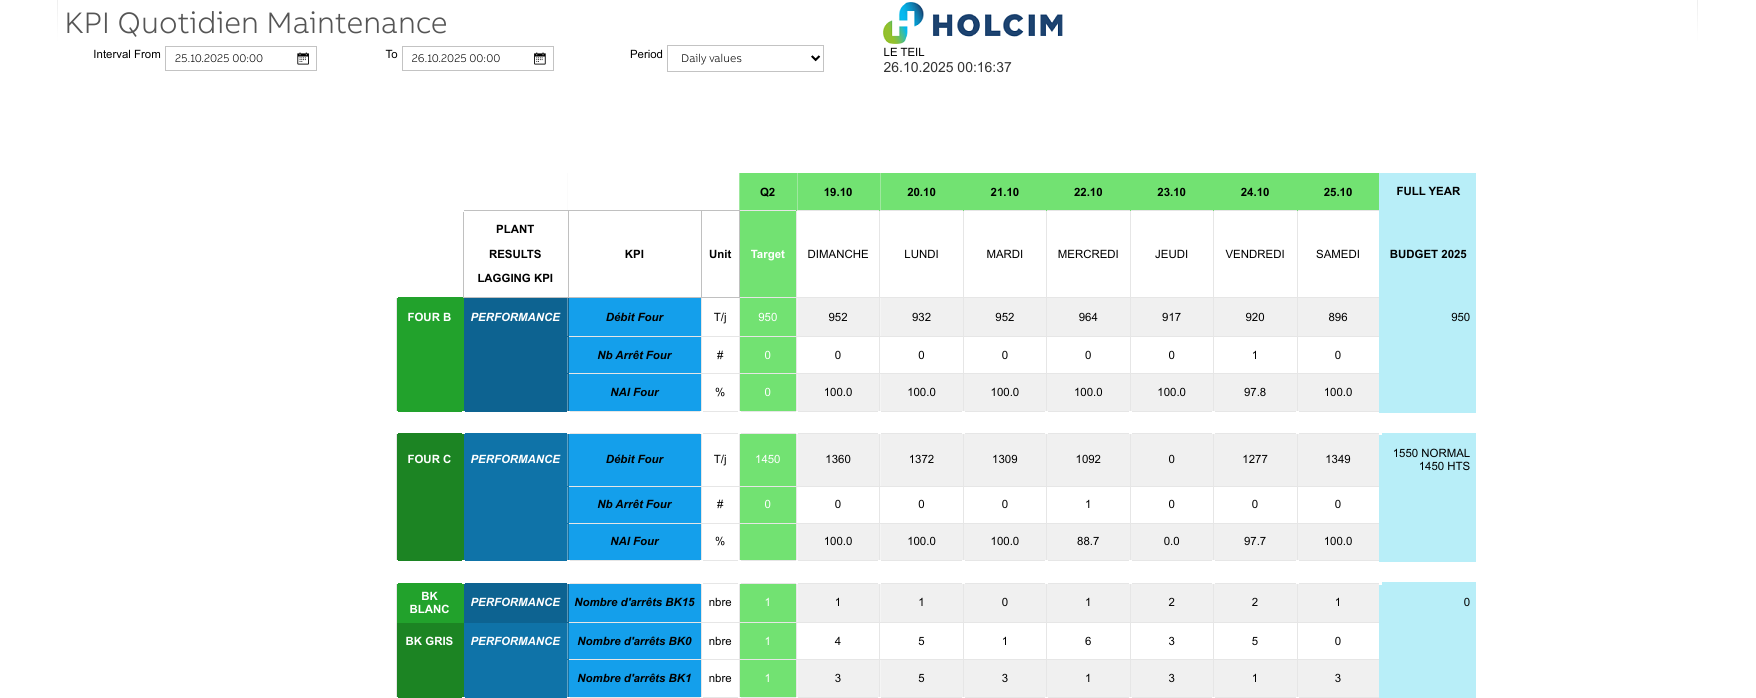 KPI Quotidien Maintenance
HOLCIM
Interval From 25.10.2025 00:00 To 26.10.2025 00:00 Period Daily values
LE TEIL
26.10.2025 00:16:37
Q2 19.10 20.10 21.10 22.10 23.10 24.10 25.10 FULL YEAR
PLANT
RESULTS
LAGGING KPI
KPI Unit Target DIMANCHE LUNDI MARDI MERCREDI JEUDI VENDREDI SAMEDI BUDGET 2025
FOUR B PERFORMANCE Débit Four T/j 950 952 932 952 964 917 920 896 950
Nb Arrêt Four # 0 0 0 0 0 0 1 0
NAI Four % 0 100.0 100.0 100.0 100.0 100.0 97.8 100.0
FOUR C PERFORMANCE Débit Four T/j 1450 1360 1372 1309 1092 0 1277 1349 1550 NORMAL
1450 HTS
Nb Arrêt Four # 0 0 0 0 1 0 0 0
NAI Four % 100.0 100.0 100.0 88.7 0.0 97.7 100.0
BK
BLANC
PERFORMANCE Nombre d'arrêts BK15 nbre 1 1 1 0 1 2 2 1 0
BK GRIS PERFORMANCE Nombre d'arrêts BK0 nbre 1 4 5 1 6 3 5 0
Nombre d'arrêts BK1 nbre 1 3 5 3 1 3 1 3